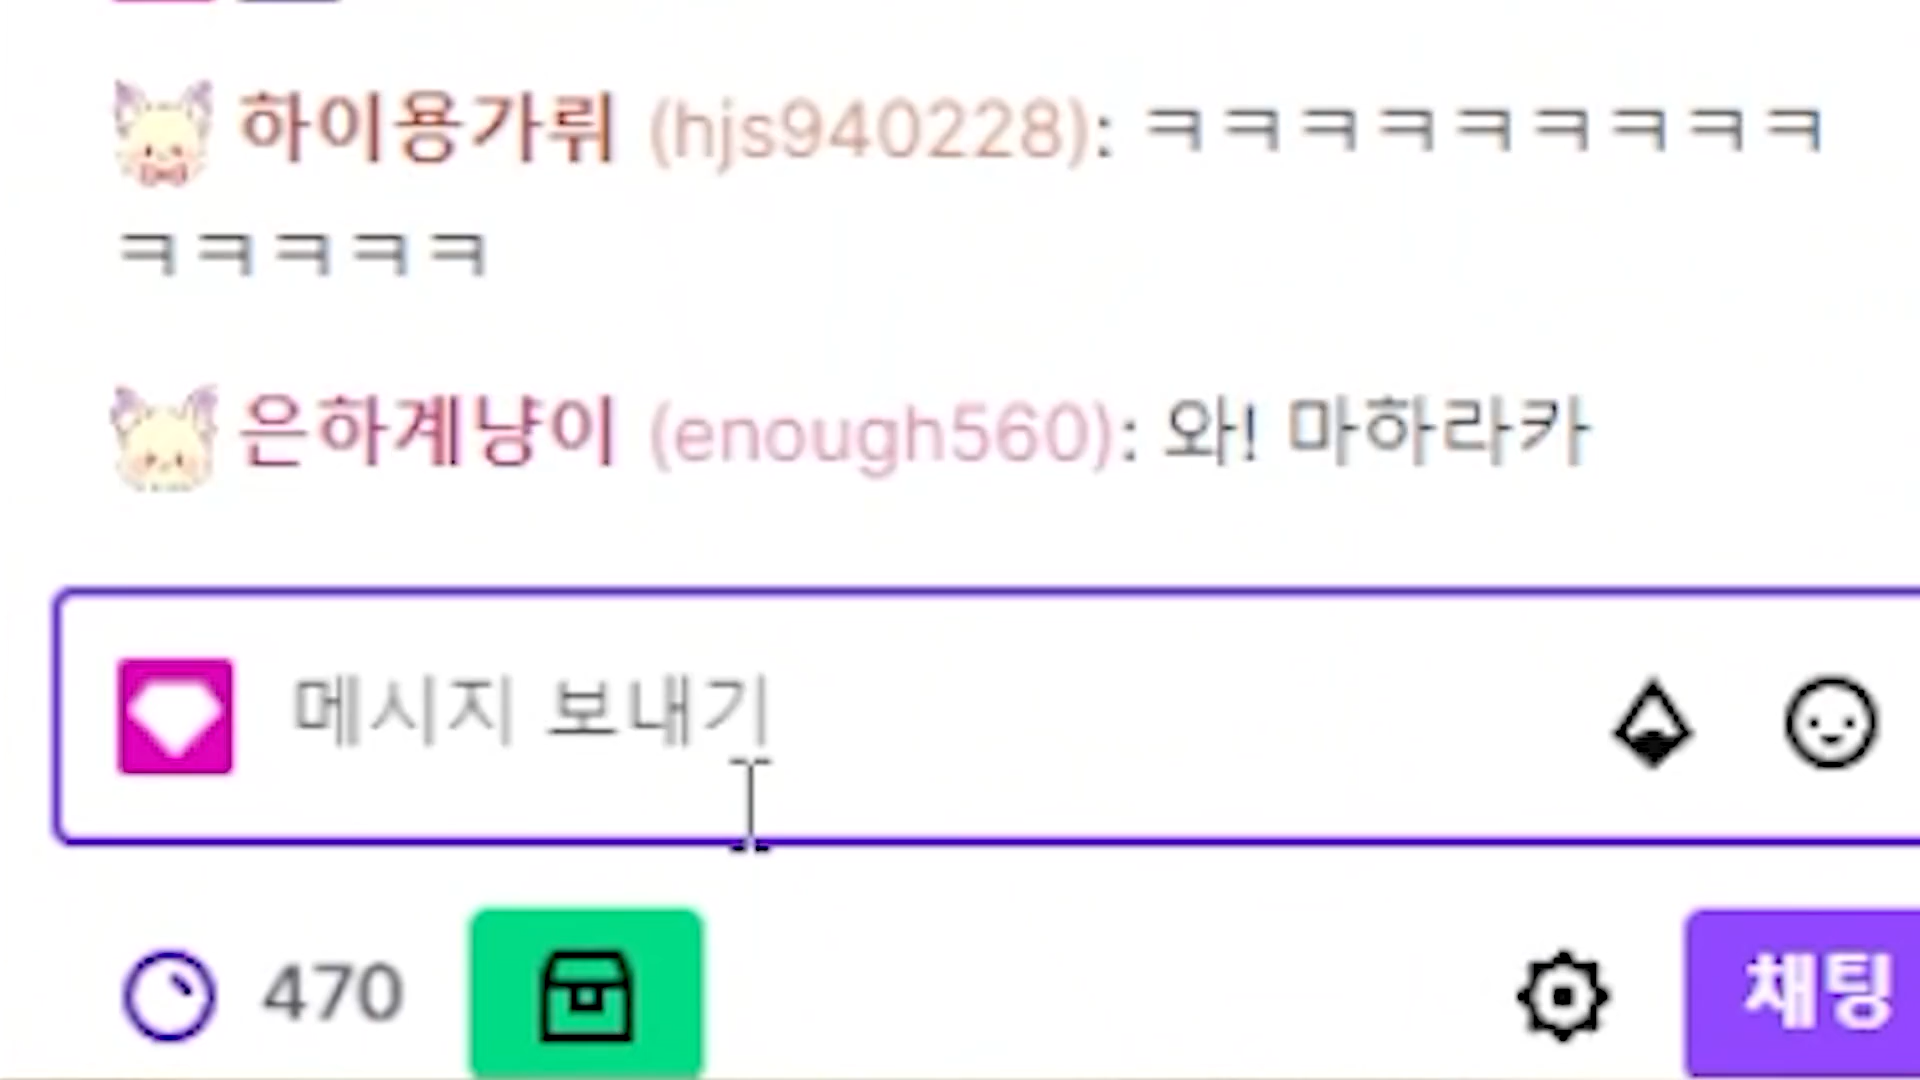 하이용가뤼 (hjs940228): ㅋㅋㅋㅋㅋㅋㅋㅋㅋ
ㅋㅋㅋㅋㅋ
은하계냥이 (enough560): 와! 마하라카
메시지 보내기
470
채팅